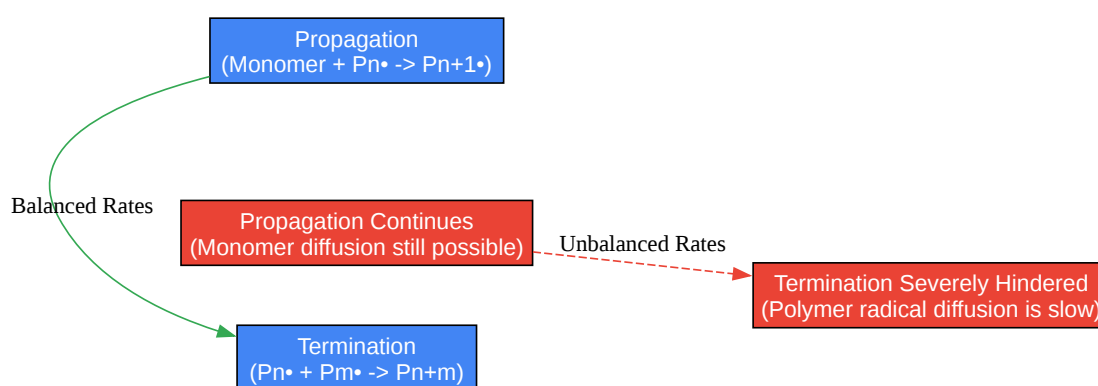 Propagation
(Monomer + Pn• -> Pn+1•)
Balanced Rates
Propagation Continues
(Monomer diffusion still possible)
Unbalanced Rates
Termination Severely Hindered
(Polymer radical diffusion is slow)
Termination
(Pn• + Pm• -> Pn+m)